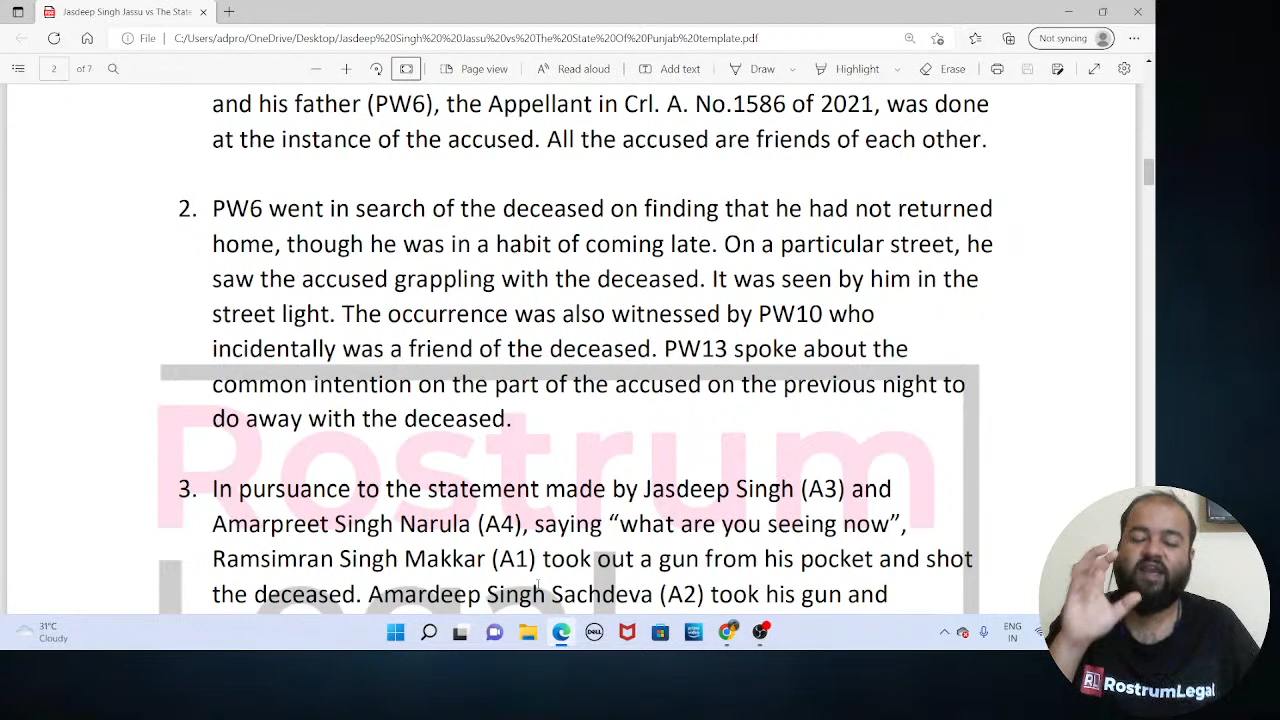 Jasdeep Singh Jassu vs The State
File
C:/Users/adpro/OneDrive/Desktop/Jasdeep%20Singh%20%20Jassu%20vs%20The%20State%20Of%20Punjab%20template.pdf
Not syncing
2 of 7
Page view
Read aloud
Add text
Draw
Highlight
Erase
and his father (PW6), the Appellant in Crl. A. No.1586 of 2021, was done
at the instance of the accused. All the accused are friends of each other.
2. PW6 went in search of the deceased on finding that he had not returned
home, though he was in a habit of coming late. On a particular street, he
saw the accused grappling with the deceased. It was seen by him in the
street light. The occurrence was also witnessed by PW10 who
incidentally was a friend of the deceased. PW13 spoke about the
common intention on the part of the accused on the previous night to
do away with the deceased.
Rostrum
Legal
3. In pursuance to the statement made by Jasdeep Singh (A3) and
Amarpreet Singh Narula (A4), saying “what are you seeing now”,
Ramsimran Singh Makkar (A1) took out a gun from his pocket and shot
the deceased. Amardeep Singh Sachdeva (A2) took his gun and
31°C
Cloudy
DELL
prime video
ENG
IN
RL RostrumLegal